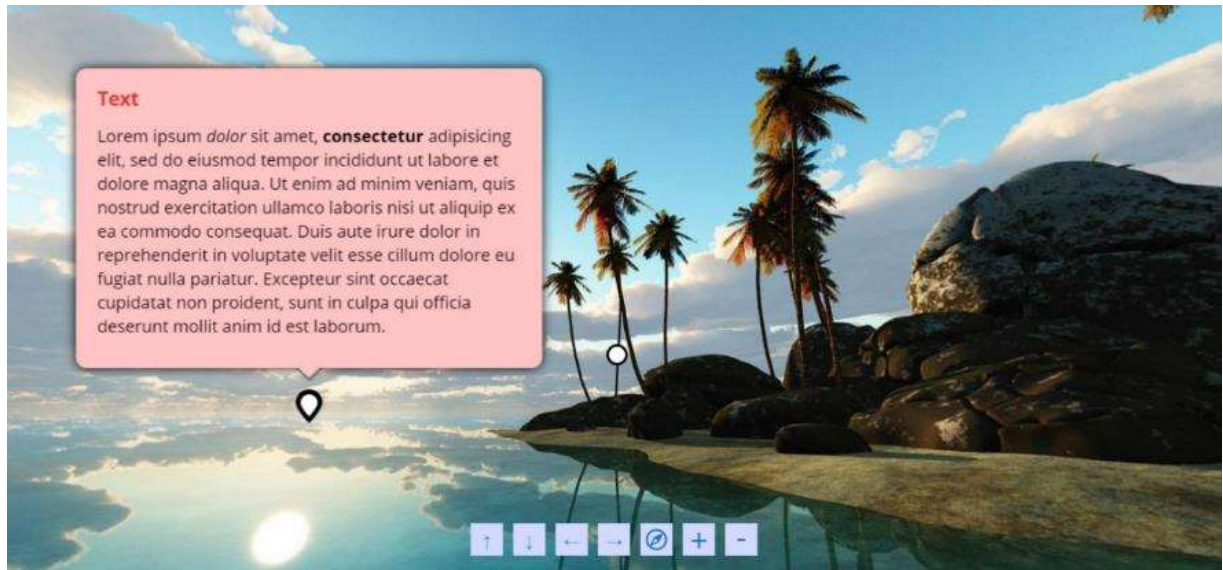 Text
Lorem ipsum dolor sit amet, consectetur adipisicing
elit, sed do eiusmod tempor incididunt ut labore et
dolore magna aliqua. Ut enim ad minim veniam, quis
nostrud exercitation ullamco laboris nisi ut aliquip ex
ea commodo consequat. Duis aute irure dolor in
reprehenderit in voluptate velit esse cillum dolore eu
fugiat nulla pariatur. Excepteur sint occaecat
cupidatat non proident, sunt in culpa qui officia
deserunt mollit anim id est laborum.
↑ ↓ ← → + -